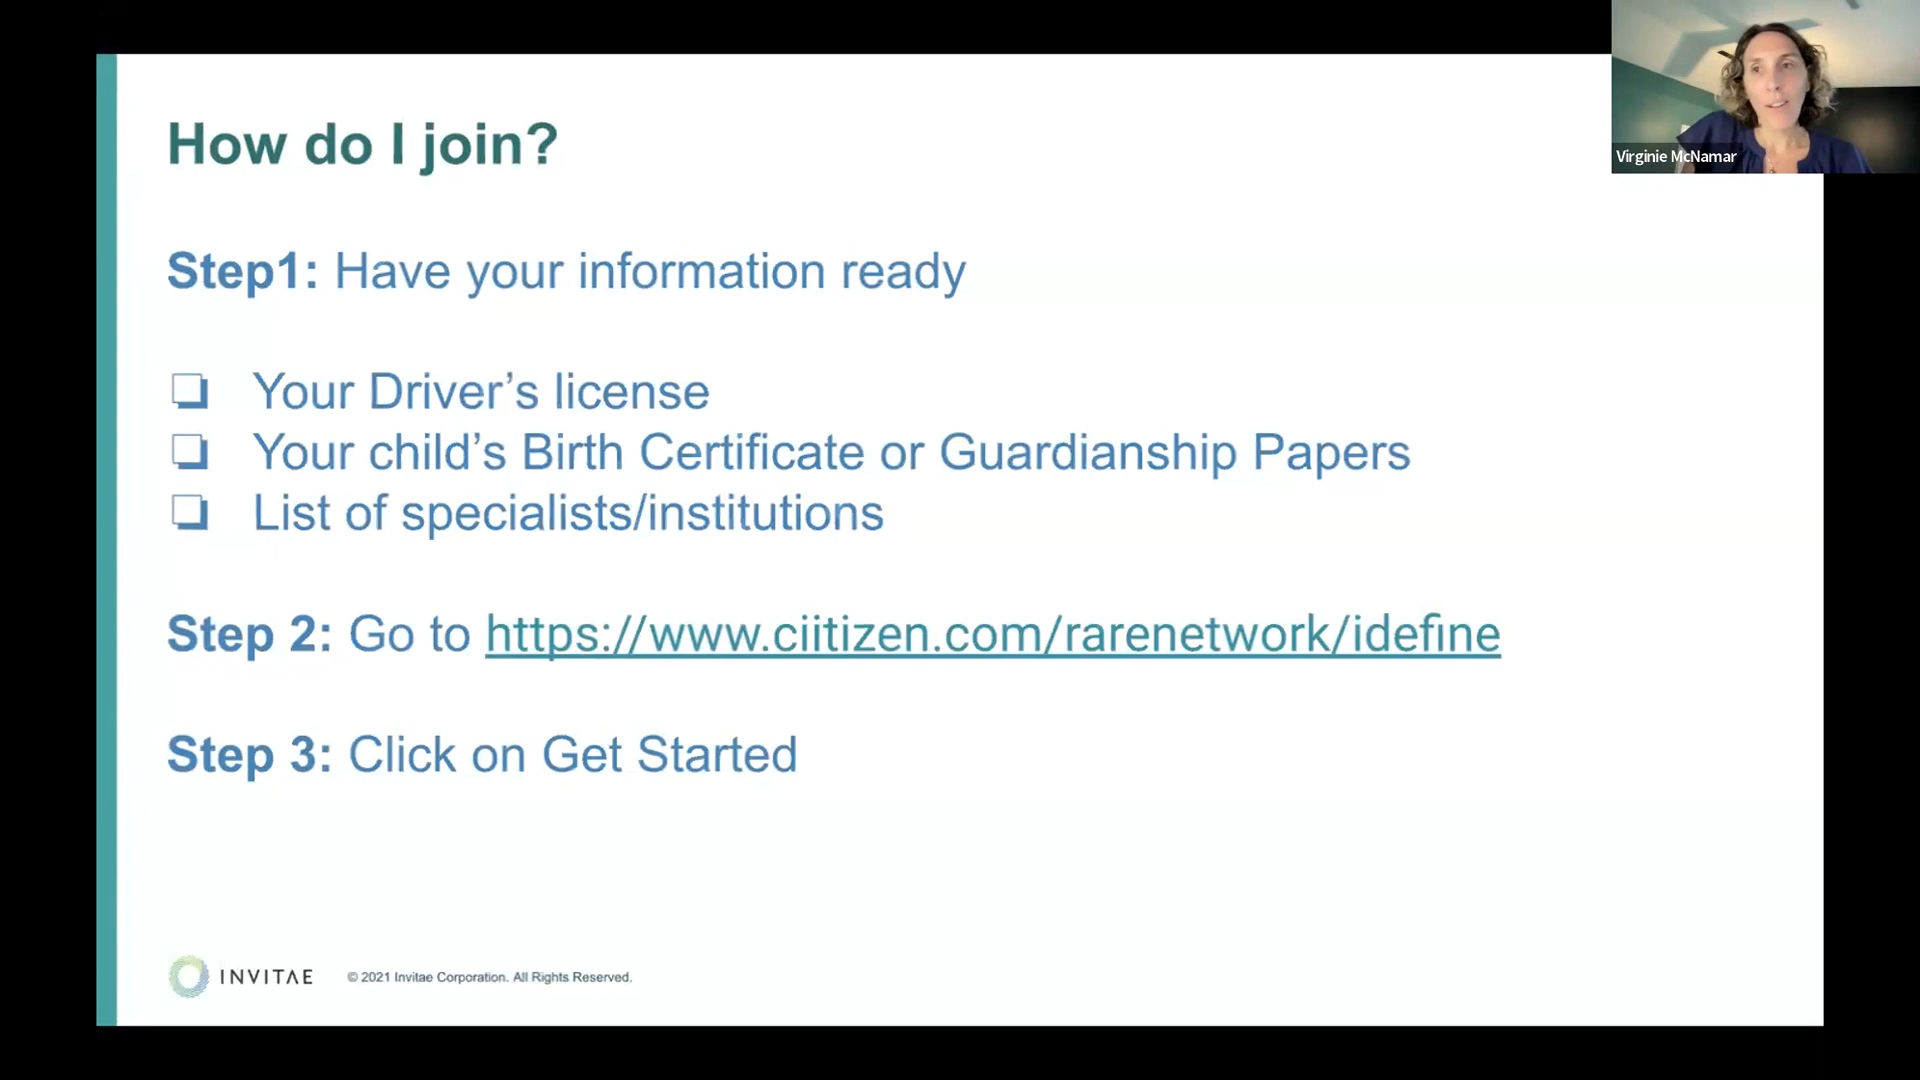 How do I join?
Step1: Have your information ready
Your Driver’s license
Your child’s Birth Certificate or Guardianship Papers
List of specialists/institutions
Step 2: Go to https://www.ciitizen.com/rarenetwork/idefine
Step 3: Click on Get Started
INVITAE © 2021 Invitae Corporation. All Rights Reserved.
Virginie McNamar